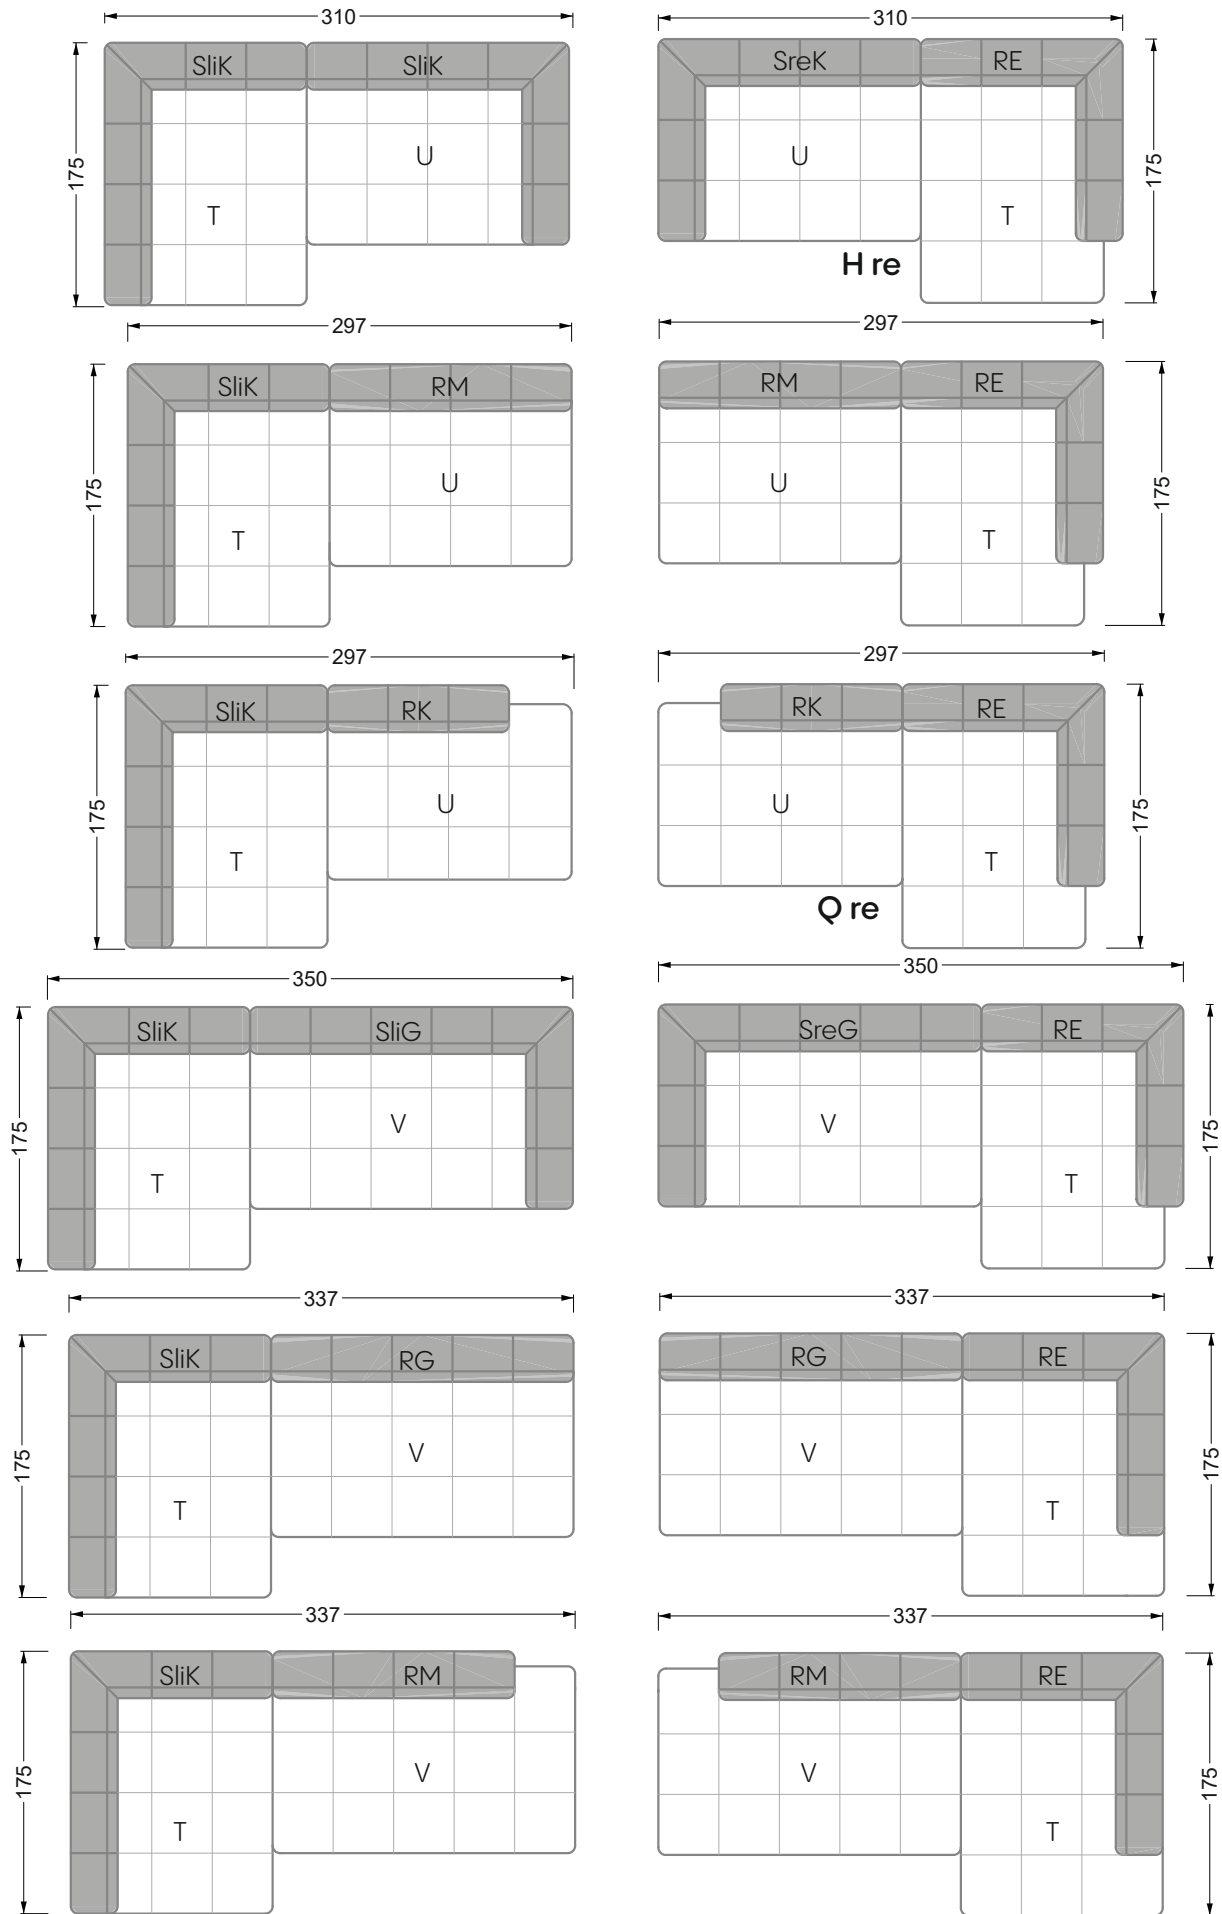 310 310
SliK SliK SreK RE
175 U U 175
T T
H re
297 297
SliK RM RM RE
175 U U 175
T T
297 297
SliK RK RK RE
175 U U 175
T T
Q re
350 350
SliK SliG SreG RE
175 V V 175
T T
337 337
SliK RG RG RE
175 V V 175
T T
337 337
SliK RM RM RE
175 V V 175
T T